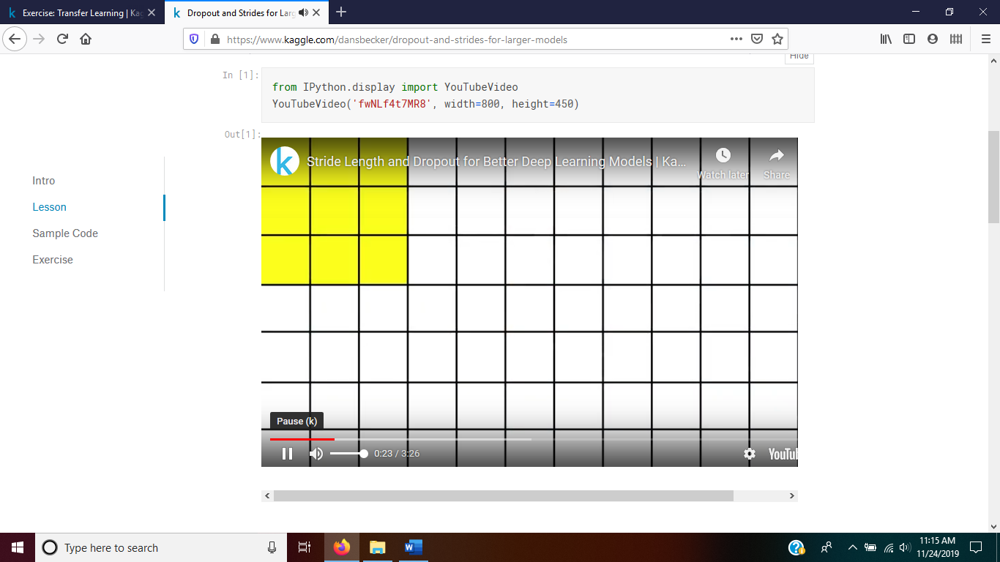 Exercise: Transfer Learning | Kag
Dropout and Strides for Larg
https://www.kaggle.com/dansbecker/dropout-and-strides-for-larger-models
Hide
In [1]:
from IPython.display import YouTubeVideo
YouTubeVideo('fwNLf4t7MR8', width=800, height=450)
Out[1]:
Intro
Lesson
Sample Code
Exercise
k
Stride Length and Dropout for Better Deep Learning Models | Ka...
Watch later
Share
Pause (k)
0:23 / 3:26
YouTu
Type here to search
11:15 AM
11/24/2019